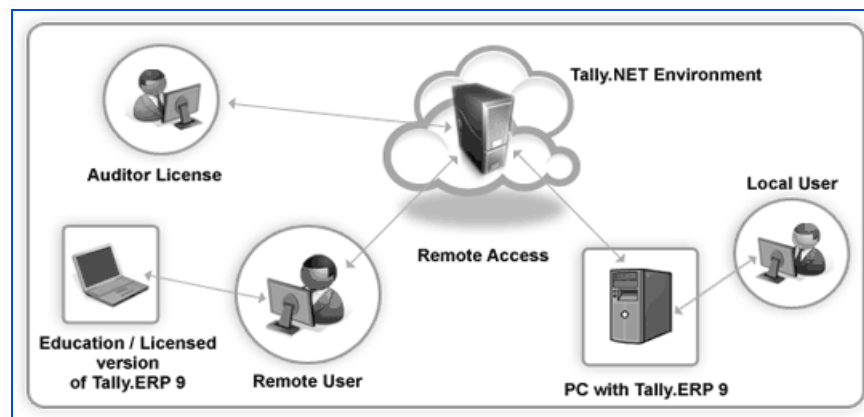 Tally.NET Environment
Auditor License
Local User
Remote Access
Education / Licensed
version
of Tally.ERP 9
Remote User
PC with Tally.ERP 9